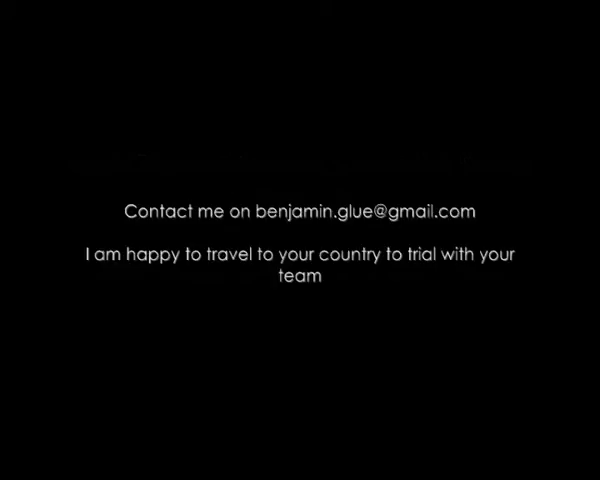 Contact me on benjamin.glue@gmail.com
I am happy to travel to your country to trial with your
team